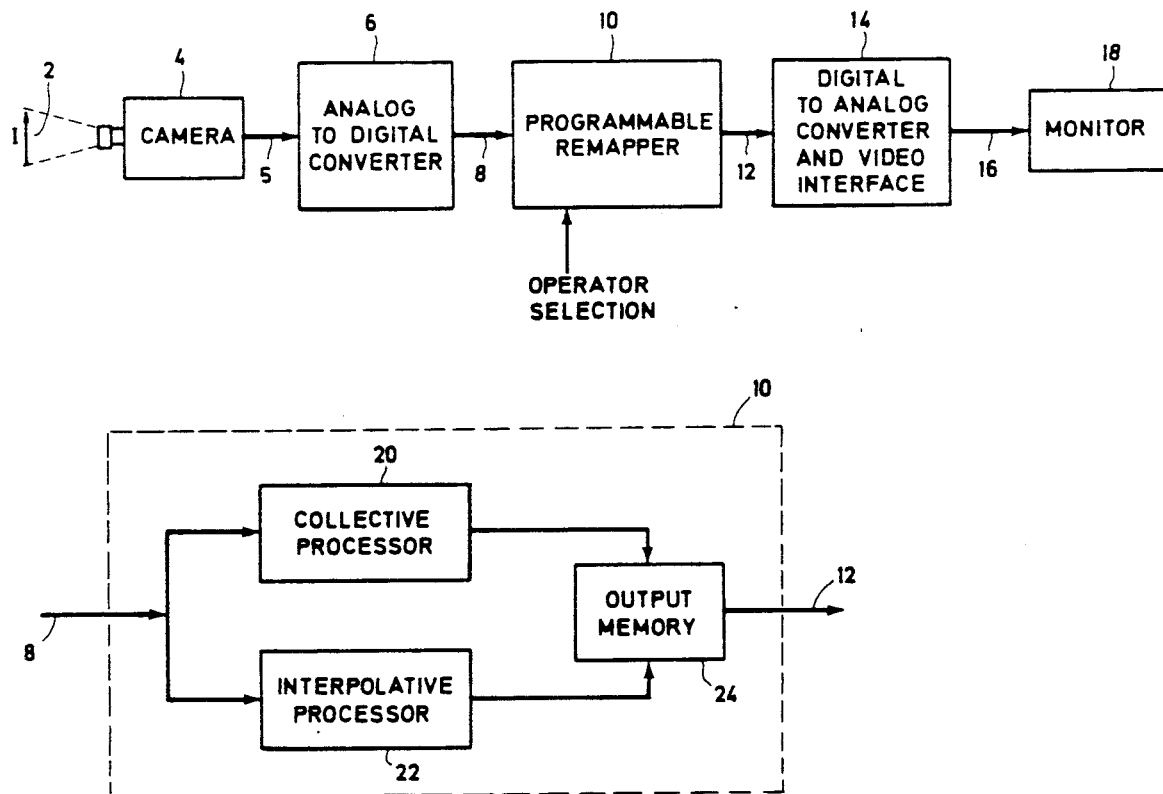 2
I
4
CAMERA
5
6
ANALOG
TO DIGITAL
CONVERTER
8
10
PROGRAMMABLE
REMAPPER
OPERATOR
SELECTION
12
14
DIGITAL
TO ANALOG
CONVERTER
AND VIDEO
INTERFACE
16
18
MONITOR
10
8
20
COLLECTIVE
PROCESSOR
INTERPOLATIVE
PROCESSOR
22
OUTPUT
MEMORY
24
12